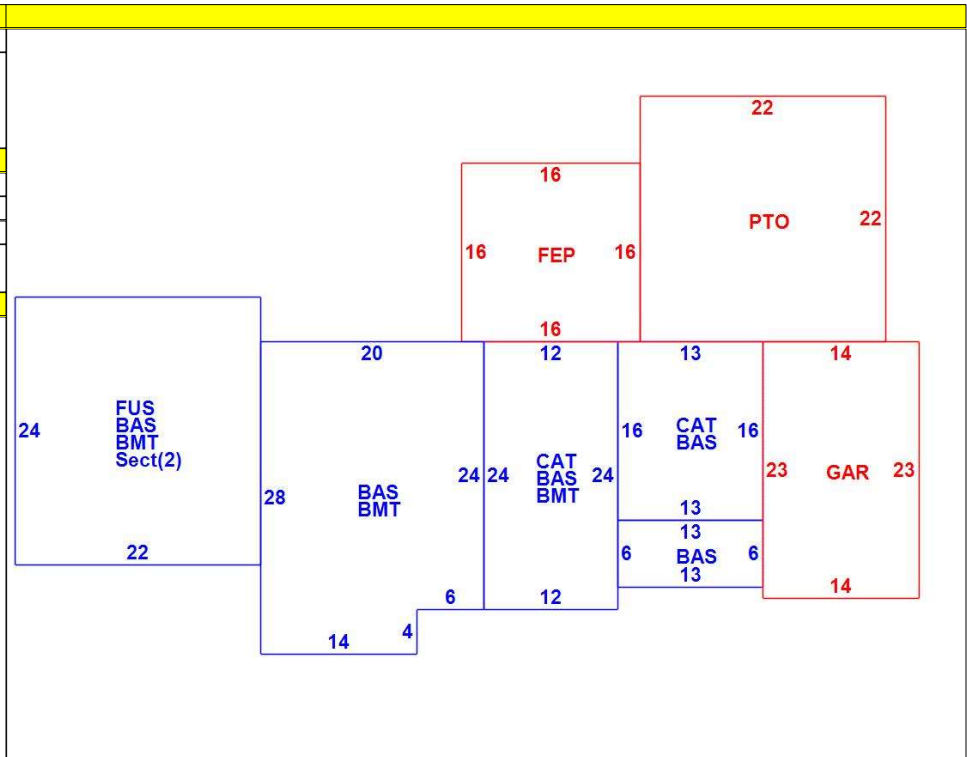 22
16
PTO
22
16
FEP
16
16
20
12
13
14
FUS
BAS
BMT
Sect(2)
24
CAT
BAS
16
16
24
24
CAT
BAS
BMT
24
23
GAR
23
28
BAS
BMT
13
13
22
6
BAS
6
13
14
6
12
4
14